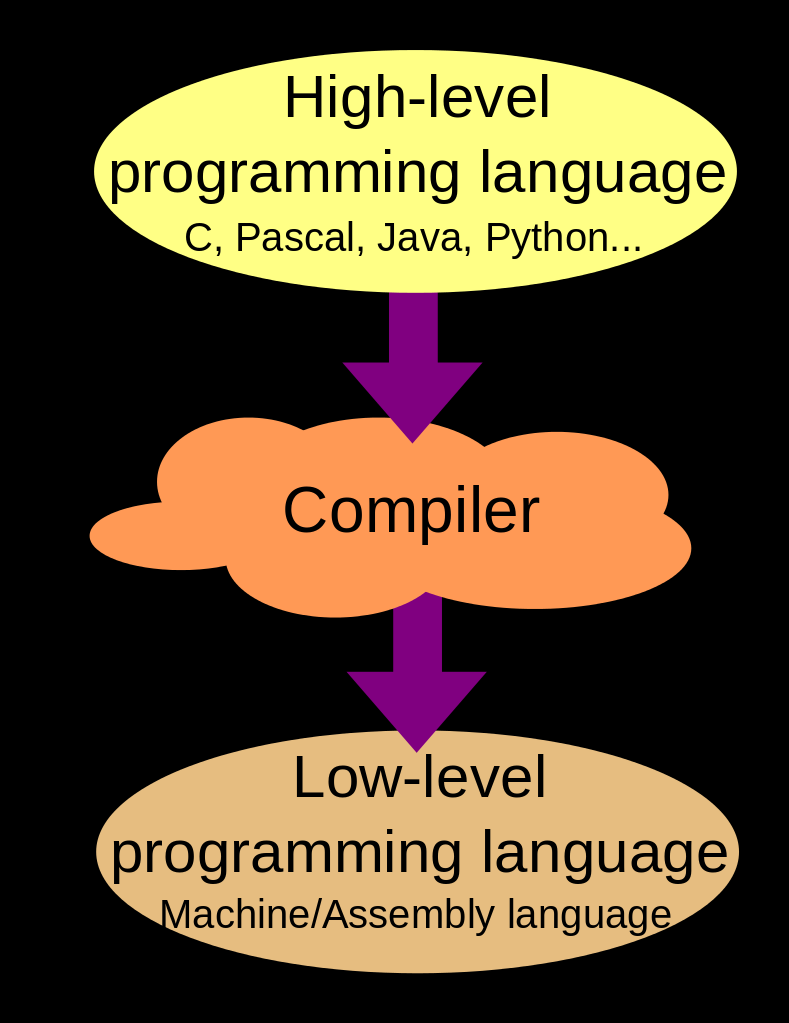 High-level
programming language
C, Pascal, Java, Python...
Compiler
Low-level
programming language
Machine/Assembly language